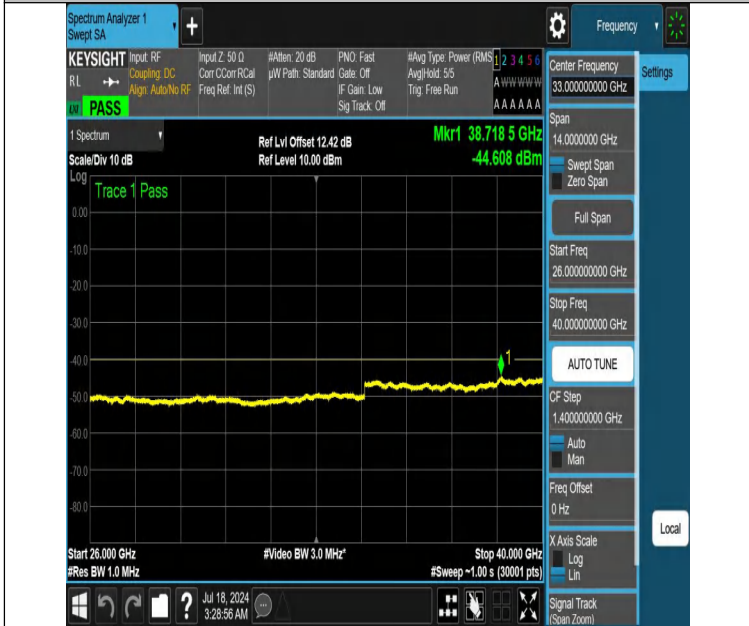 Spectrum Analyzer 1
Swept SA
Frequency
KEYSIGHT
Input: RF
Coupling: DC
Align: Auto/No RF
Input Z: 50 Ω
Corr CCorr RCal
Freq Ref: Int (S)
#Atten: 20 dB
µW Path: Standard
PNO: Fast
Gate: Off
IF Gain: Low
Sig Track: Off
#Avg Type: Power (RMS
Avg|Hold: 5/5
Trig: Free Run
1 2 3 4 5 6
A W W W W W
A A A A A A
R L
LXI
PASS
1 Spectrum
Scale/Div 10 dB
Ref Lvl Offset 12.42 dB
Ref Level 10.00 dBm
Mkr1 38.718 5 GHz
-44.608 dBm
Log
Trace 1 Pass
0.00
-10.0
-20.0
-30.0
-40.0
-50.0
-60.0
-70.0
-80.0
1
Start 26.000 GHz
#Res BW 1.0 MHz
#Video BW 3.0 MHz*
Stop 40.000 GHz
#Sweep ~1.00 s (30001 pts)
Jul 18, 2024
3:28:56 AM
Center Frequency
33.000000000 GHz
Settings
Span
14.0000000 GHz
Swept Span
Zero Span
Full Span
Start Freq
26.000000000 GHz
Stop Freq
40.000000000 GHz
AUTO TUNE
CF Step
1.400000000 GHz
Auto
Man
Freq Offset
0 Hz
X Axis Scale
Log
Lin
Local
Signal Track
(Span Zoom)